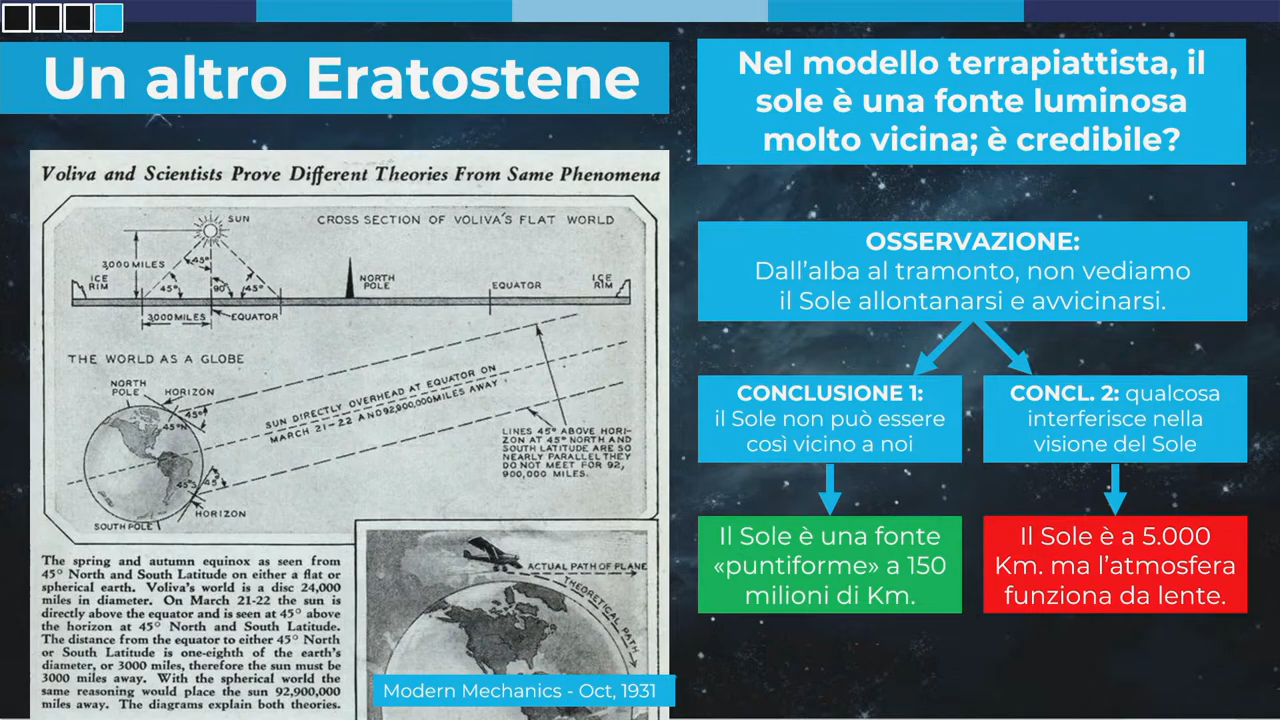 Un altro Eratostene
Voliva and Scientists Prove Different Theories From Same Phenomena
SUN
CROSS SECTION OF VOLIVA'S FLAT WORLD
3,000 MILES
45°
ICE
RIM
45°
90°
45°
NORTH
POLE
EQUATOR
ICE
RIM
3,000 MILES
EQUATOR
THE WORLD AS A GLOBE
NORTH
POLE
HORIZON
45°
45°N
SUN DIRECTLY OVERHEAD AT EQUATOR ON
MARCH 21-22 AND 92,900,000 MILES AWAY
LINES 45° ABOVE HORI-
ZON AT 45° NORTH AND
SOUTH LATITUDE ARE SO
NEARLY PARALLEL THEY
DO NOT MEET FOR 92,
900,000 MILES.
45°S
45°
HORIZON
SOUTH POLE
The spring and autumn equinox as seen from
45° North and South Latitude on either a flat or
spherical earth. Voliva's world is a disc 24,000
miles in diameter. On March 21-22 the sun is
directly above the equator and is seen at 45° above
the horizon at 45° North and South Latitude.
The distance from the equator to either 45° North
or South Latitude is one-eighth of the earth's
diameter, or 3000 miles, therefore the sun must be
3000 miles away. With the spherical world the
same reasoning would place the sun 92,900,000
miles away. The diagrams explain both theories.
ACTUAL PATH OF PLANE
THEORETICAL PATH
Modern Mechanics - Oct, 1931
Nel modello terrapiattista, il
sole è una fonte luminosa
molto vicina; è credibile?
OSSERVAZIONE:
Dall'alba al tramonto, non vediamo
il Sole allontanarsi e avvicinarsi.
CONCLUSIONE 1:
il Sole non può essere
così vicino a noi
CONCL. 2: qualcosa
interferisce nella
visione del Sole
Il Sole è una fonte
«puntiforme» a 150
milioni di Km.
Il Sole è a 5.000
Km. ma l'atmosfera
funziona da lente.